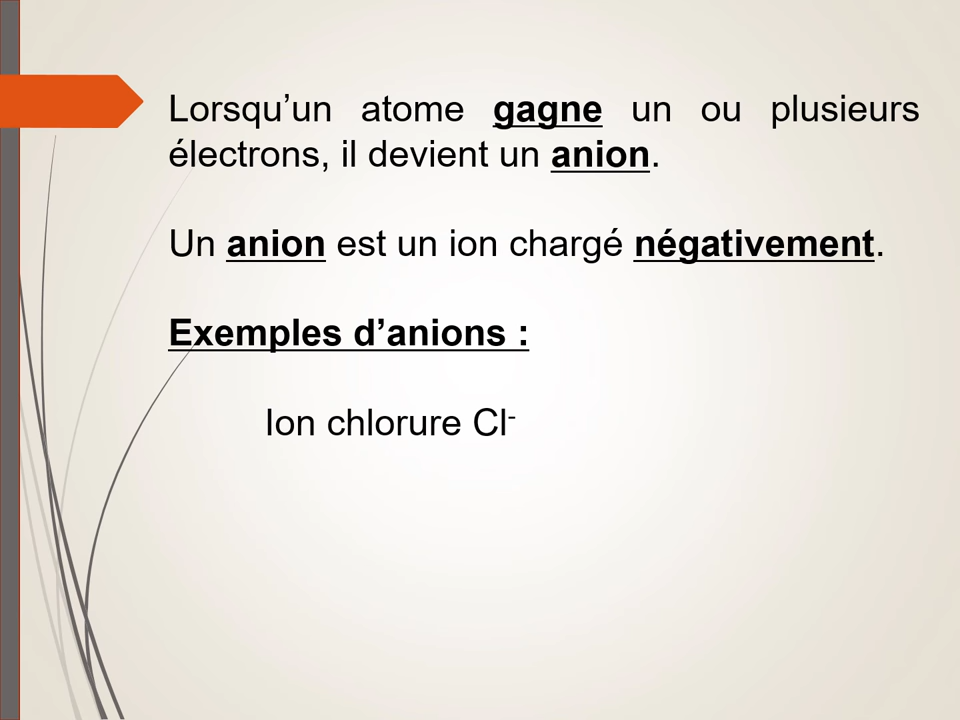 Lorsqu’un atome gagne un ou plusieurs
électrons, il devient un anion.
Un anion est un ion chargé négativement.
Exemples d’anions :
Ion chlorure Cl⁻